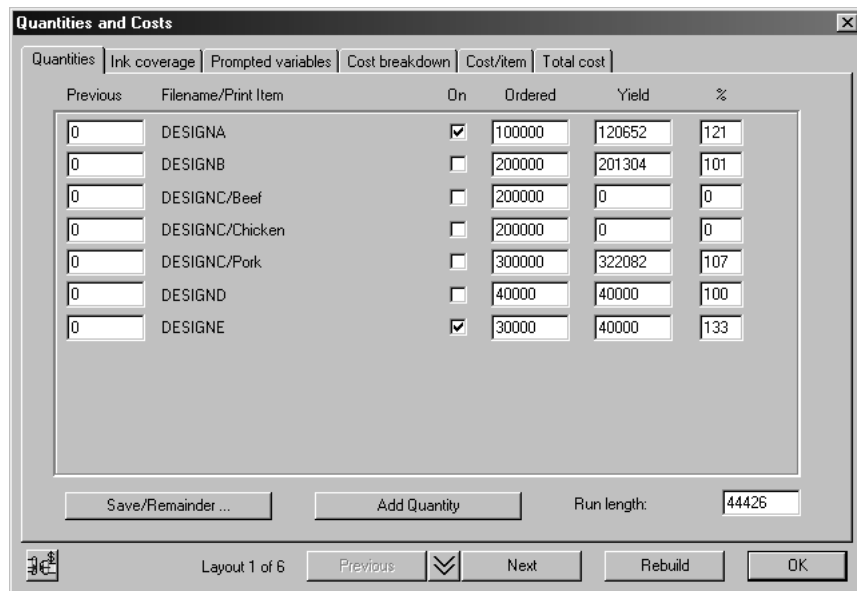 Quantities and Costs
Quantities Ink coverage Prompted variables Cost breakdown Cost/item Total cost
Previous Filename/Print Item On Ordered Yield %
0 DESIGNA 100000 120652 121
0 DESIGNB 200000 201304 101
0 DESIGNC/Beef 200000 0 0
0 DESIGNC/Chicken 200000 0 0
0 DESIGNC/Pork 300000 322082 107
0 DESIGND 40000 40000 100
0 DESIGNE 30000 40000 133
Save/Remainder ... Add Quantity Run length: 44426
Layout 1 of 6 Previous Next Rebuild OK